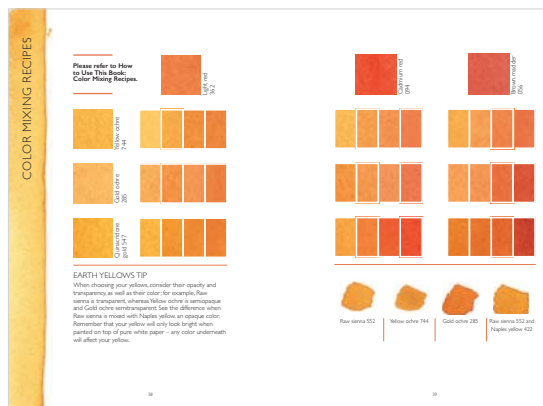 COLOR MIXING RECIPES
Please refer to How
to Use This Book:
Color Mixing Recipes.
Light red
362
Cadmium red
094
Brown madder
056
Yellow ochre
744
Gold ochre
285
Quinacridone
gold 547
EARTH YELLOWS TIP
When choosing your yellows, consider their opacity and
transparency, as well as their color; for example, Raw
sienna is transparent, whereas Yellow ochre is semiopaque
and Gold ochre semitransparent. See the difference when
Raw sienna is mixed with Naples yellow, an opaque color.
Remember that your yellow will only look bright when
painted on top of pure white paper – any color underneath
will affect your yellow.
Raw sienna 552
Yellow ochre 744
Gold ochre 285
Raw sienna 552 and
Naples yellow 422
38
39